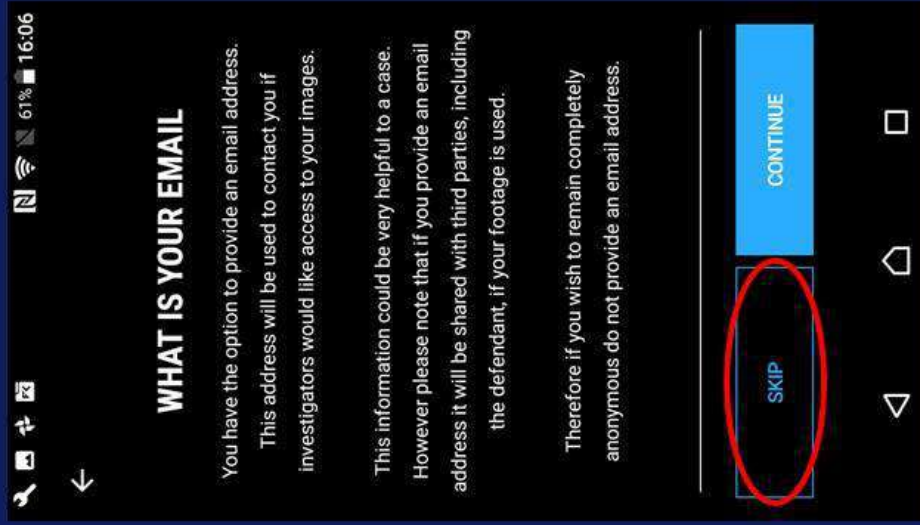 61% 16:06
WHAT IS YOUR EMAIL
You have the option to provide an email address.
This address will be used to contact you if
investigators would like access to your images.
This information could be very helpful to a case.
However please note that if you provide an email
address it will be shared with third parties, including
the defendant, if your footage is used.
Therefore if you wish to remain completely
anonymous do not provide an email address.
SKIP
CONTINUE